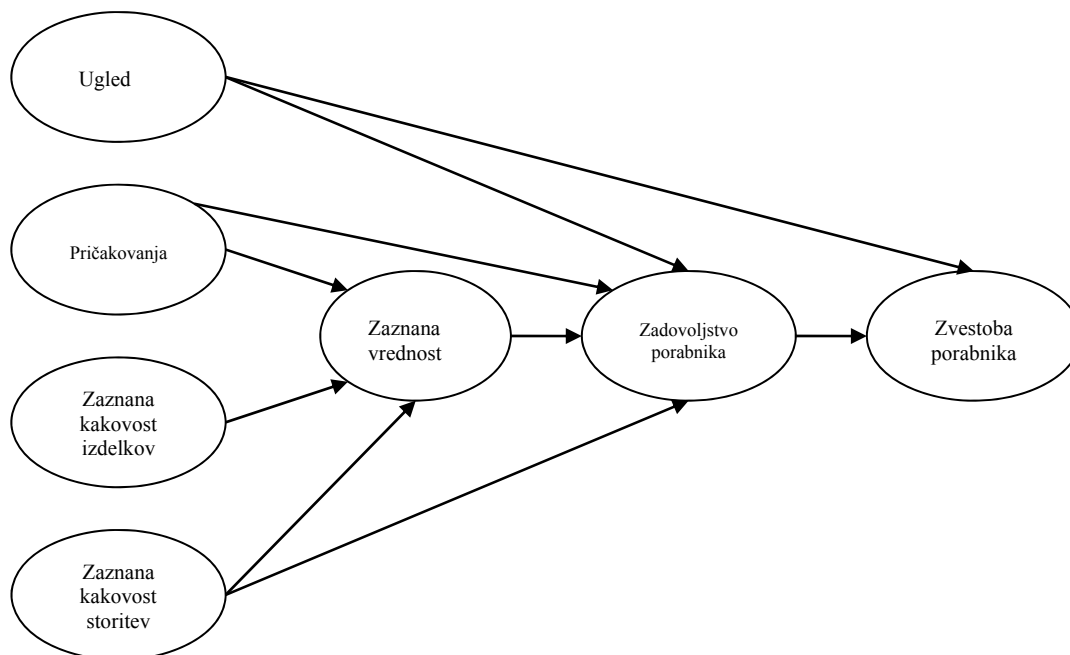 Ugled
Pričakovanja
Zaznana
vrednost
Zadovoljstvo
porabnika
Zvestoba
porabnika
Zaznana
kakovost
izdelkov
Zaznana
kakovost
storitev